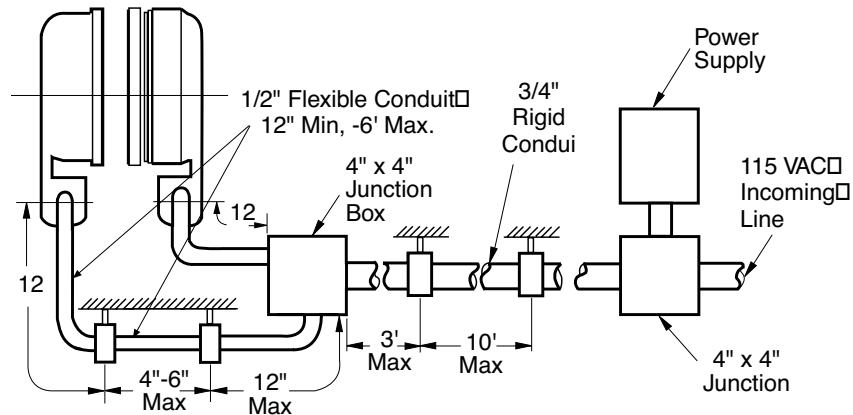 Power
Supply
1/2" Flexible Conduit□
12" Min, -6' Max.
3/4"
Rigid
Condui
4" x 4"
Junction
Box
115 VAC□
Incoming□
Line
12
12
3'
Max
10'
Max
4"-6"
Max
12"
Max
4" x 4"
Junction